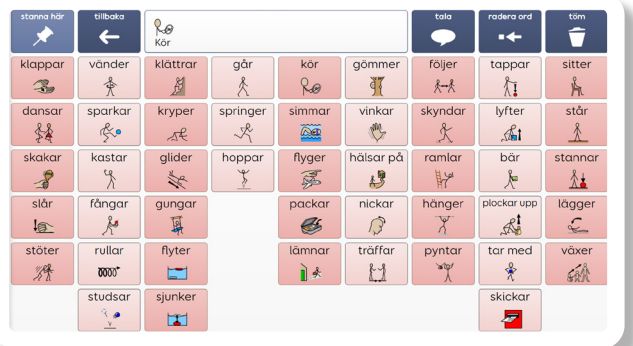 stanna här tillbaka tala radera ord töm
Kör
klappar vänder klättrar går kör gömmer följer tappar sitter
dansar sparkar kryper springer simmar vinkar skyndar lyfter står
skakar kastar glider hoppar flyger hälsar på ramlar bär stannar
slår fångar gungar packar nickar hänger plockar upp lägger
stöter rullar flyter lämnar träffar pyntar tar med växer
studsar sjunker skickar